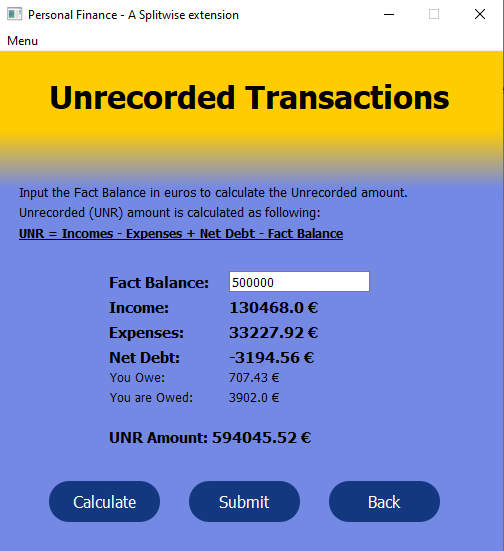 Personal Finance - A Splitwise extension
Menu
Unrecorded Transactions
Input the Fact Balance in euros to calculate the Unrecorded amount.
Unrecorded (UNR) amount is calculated as following:
UNR = Incomes - Expenses + Net Debt - Fact Balance
Fact Balance: 500000
Income: 130468.0 €
Expenses: 33227.92 €
Net Debt: -3194.56 €
You Owe: 707.43 €
You are Owed: 3902.0 €
UNR Amount: 594045.52 €
Calculate Submit Back